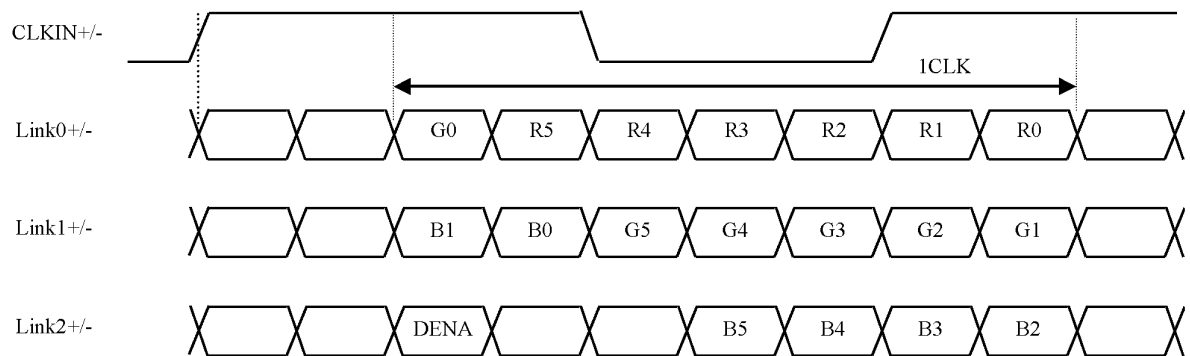 CLKIN+/-
1CLK
Link0+/- G0 R5 R4 R3 R2 R1 R0
Link1+/- B1 B0 G5 G4 G3 G2 G1
Link2+/- DENA B5 B4 B3 B2